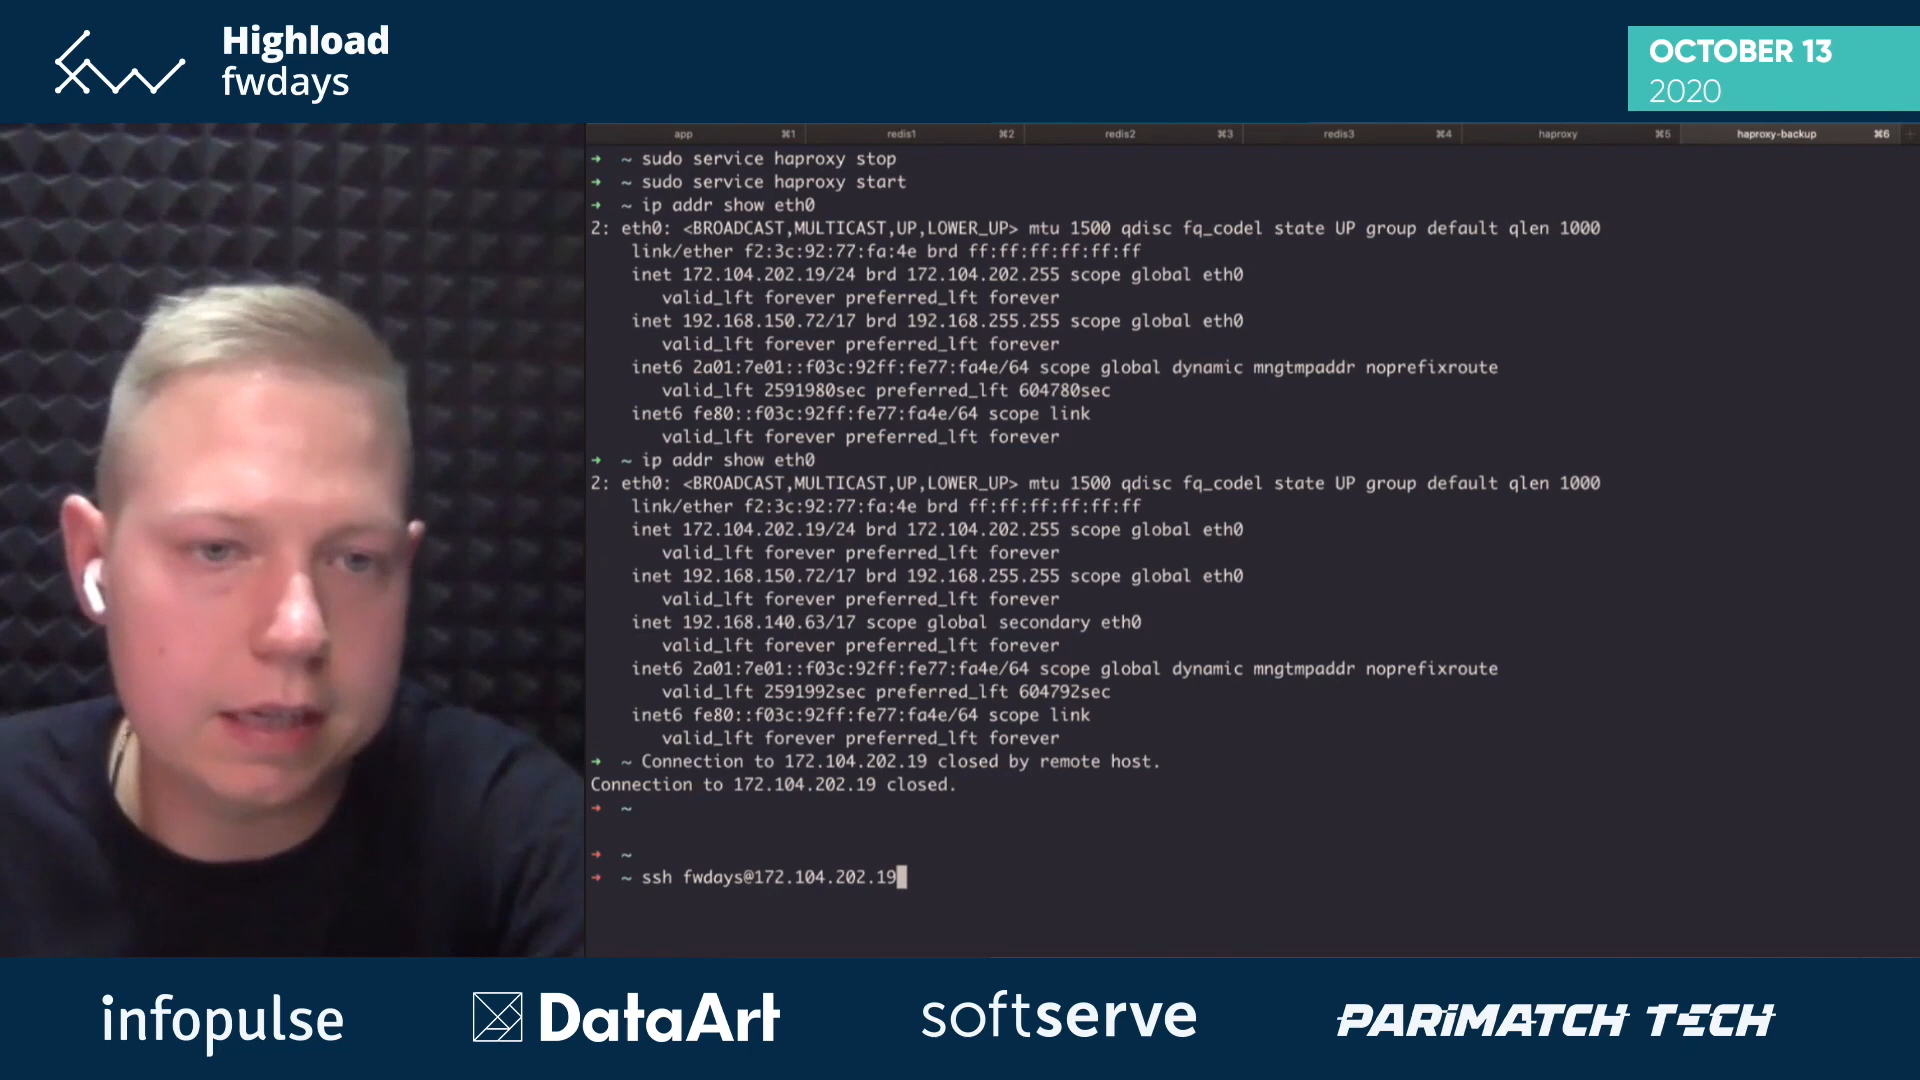 Highload
fwdays
OCTOBER 13
2020
app ⌘1 redis1 ⌘2 redis2 ⌘3 redis3 ⌘4 haproxy ⌘5 haproxy-backup ⌘6 +
➜ ~ sudo service haproxy stop
➜ ~ sudo service haproxy start
➜ ~ ip addr show eth0
2: eth0: <BROADCAST,MULTICAST,UP,LOWER_UP> mtu 1500 qdisc fq_codel state UP group default qlen 1000
link/ether f2:3c:92:77:fa:4e brd ff:ff:ff:ff:ff:ff
inet 172.104.202.19/24 brd 172.104.202.255 scope global eth0
valid_lft forever preferred_lft forever
inet 192.168.150.72/17 brd 192.168.255.255 scope global eth0
valid_lft forever preferred_lft forever
inet6 2a01:7e01::f03c:92ff:fe77:fa4e/64 scope global dynamic mngtmpaddr noprefixroute
valid_lft 2591980sec preferred_lft 604780sec
inet6 fe80::f03c:92ff:fe77:fa4e/64 scope link
valid_lft forever preferred_lft forever
➜ ~ ip addr show eth0
2: eth0: <BROADCAST,MULTICAST,UP,LOWER_UP> mtu 1500 qdisc fq_codel state UP group default qlen 1000
link/ether f2:3c:92:77:fa:4e brd ff:ff:ff:ff:ff:ff
inet 172.104.202.19/24 brd 172.104.202.255 scope global eth0
valid_lft forever preferred_lft forever
inet 192.168.150.72/17 brd 192.168.255.255 scope global eth0
valid_lft forever preferred_lft forever
inet 192.168.140.63/17 scope global secondary eth0
valid_lft forever preferred_lft forever
inet6 2a01:7e01::f03c:92ff:fe77:fa4e/64 scope global dynamic mngtmpaddr noprefixroute
valid_lft 2591992sec preferred_lft 604792sec
inet6 fe80::f03c:92ff:fe77:fa4e/64 scope link
valid_lft forever preferred_lft forever
➜ ~ Connection to 172.104.202.19 closed by remote host.
Connection to 172.104.202.19 closed.
➜ ~
➜ ~
➜ ~ ssh fwdays@172.104.202.19
infopulse
DataArt
softserve
PARIMATCH TECH